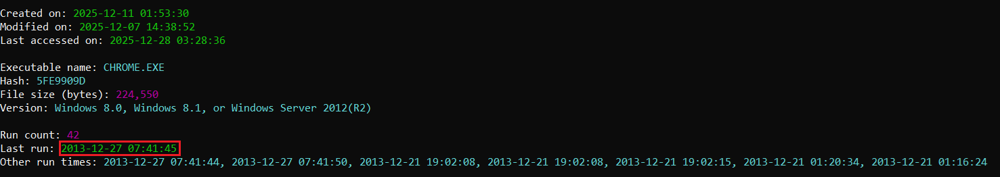 Created on: 2025-12-11 01:53:30
Modified on: 2025-12-07 14:38:52
Last accessed on: 2025-12-28 03:28:36
Executable name: CHROME.EXE
Hash: 5FE9909D
File size (bytes): 224,550
Version: Windows 8.0, Windows 8.1, or Windows Server 2012(R2)
Run count: 42
Last run: 2013-12-27 07:41:45
Other run times: 2013-12-27 07:41:44, 2013-12-27 07:41:50, 2013-12-21 19:02:08, 2013-12-21 19:02:08, 2013-12-21 19:02:15, 2013-12-21 01:20:34, 2013-12-21 01:16:24